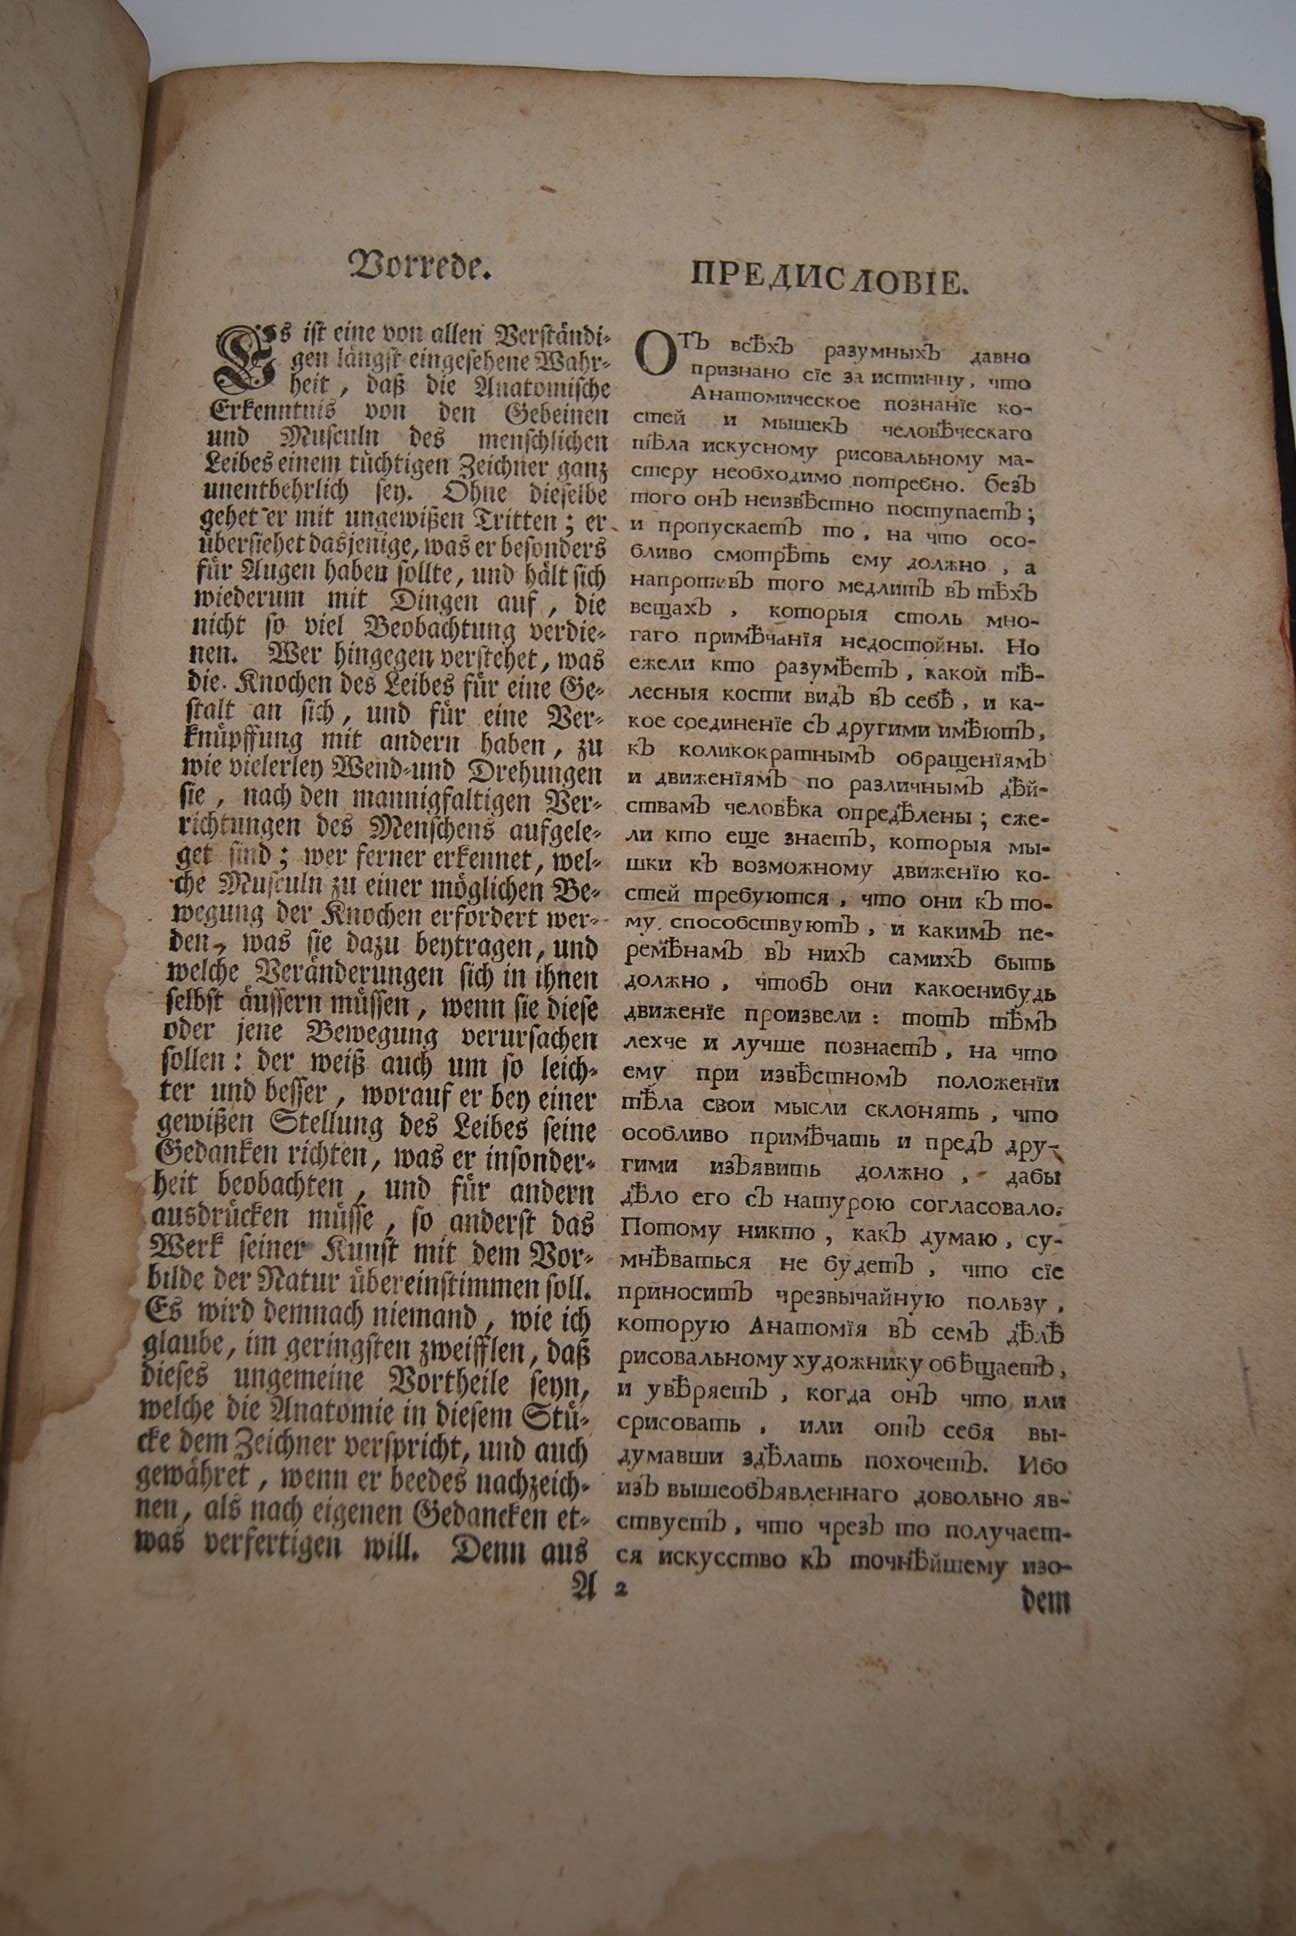 Vorrede.
Es ist eine von allen Verständi-
gen längst eingesehene Wahr-
heit, daß die Anatomische
Erkenntnis von den Gebeinen
und Musculn des menschlichen
Leibes einem tüchtigen Zeichner ganz
unentbehrlich sey. Ohne dieselbe
gehet er mit ungewißen Tritten; er
übersiehet dasjenige, was er besonders
für Augen haben sollte, und hält sich
wiederum mit Dingen auf, die
nicht so viel Beobachtung verdie-
nen. Wer hingegen verstehet, was
die Knochen des Leibes für eine Ge-
stalt an sich, und für eine Ver-
knüpffung mit andern haben, zu
wie vielerley Wend-und Drehungen
sie, nach den mannigfaltigen Ver-
richtungen des Menschens aufgele-
get sind; wer ferner erkennet, wel-
che Musculn zu einer möglichen Be-
wegung der Knochen erfordert wer-
den, was sie dazu beytragen, und
welche Veränderungen sich in ihnen
selbst äussern müssen, wenn sie diese
oder jene Bewegung verursachen
sollen: der weiß auch um so leich-
ter und besser, worauf er bey einer
gewißen Stellung des Leibes seine
Gedanken richten, was er insonder-
heit beobachten, und für andern
ausdrücken müsse, so anderst das
Werk seiner Kunst mit dem Vor-
bilde der Natur übereinstimmen soll.
Es wird demnach niemand, wie ich
glaube, im geringsten zweifflen, daß
dieses ungemeine Vortheile seyn,
welche die Anatomie in diesem Stü-
cke dem Zeichner verspricht, und auch
gewähret, wenn er beedes nachzeich-
nen, als nach eigenen Gedancken et-
was verfertigen will. Denn aus
ПРЕДИСЛОВІЕ.
ОТЪ всѢхЪ разумныхЪ давно
признано сїе за истинну, что
Анатомическое познанїе ко-
стей и мышекЪ человѢческаго
тѢла искусному рисовальному ма-
стеру необходимо потребно. безЪ
того онЪ неизвѢстно поступаетЪ;
и пропускаетЪ то, на что осо-
бливо смотрѢть ему должно, а
напротивЪ того медлитЪ вЪ тѢхЪ
вещахЪ, которыя столь мно-
гаго примѢчанїя недостойны. Но
ежели кто разумѢетЪ, какой тѢ-
лесныя кости видЪ вЪ себѢ, и ка-
кое соединенїе сЪ другими имѢютЪ,
кЪ коликократнымЪ обращенїямЪ
и движенїямЪ по различнымЪ дѢй-
ствамЪ человѢка опредѢлены; еже-
ли кто еще знаетЪ, которыя мы-
шки кЪ возможному движенїю ко-
стей требуются, что они кЪ то-
му способствуютЪ, и какимЪ пе-
ремѢнамЪ вЪ нихЪ самихЪ быть
должно, чтобЪ они какоенибудь
движенїе произвели: тотЪ тѢмЪ
лехче и лучше познаетЪ, на что
ему при извѢстномЪ положенїи
тѢла свои мысли склонять, что
особливо примѢчать и предЪ дру-
гими изЪявить должно, дабы
дѢло его сЪ натурою согласовало.
Потому никто, какЪ думаю, су-
мнѢваться не будетЪ, что сїе
приноситЪ чрезвычайную пользу,
которую Анатомїя вЪ семЪ дѢлѢ
рисовальному художнику обѢщаетЪ,
и увѢряетЪ, когда онЪ что или
срисовать, или отЪ себя вы-
думавши здѢлать похочетЪ. Ибо
изЪ вышеобЪявленнаго довольно яв-
ствуетЪ, что чрезЪ то получает-
ся искусство кЪ точнѢйшему изо-
A 2
dem